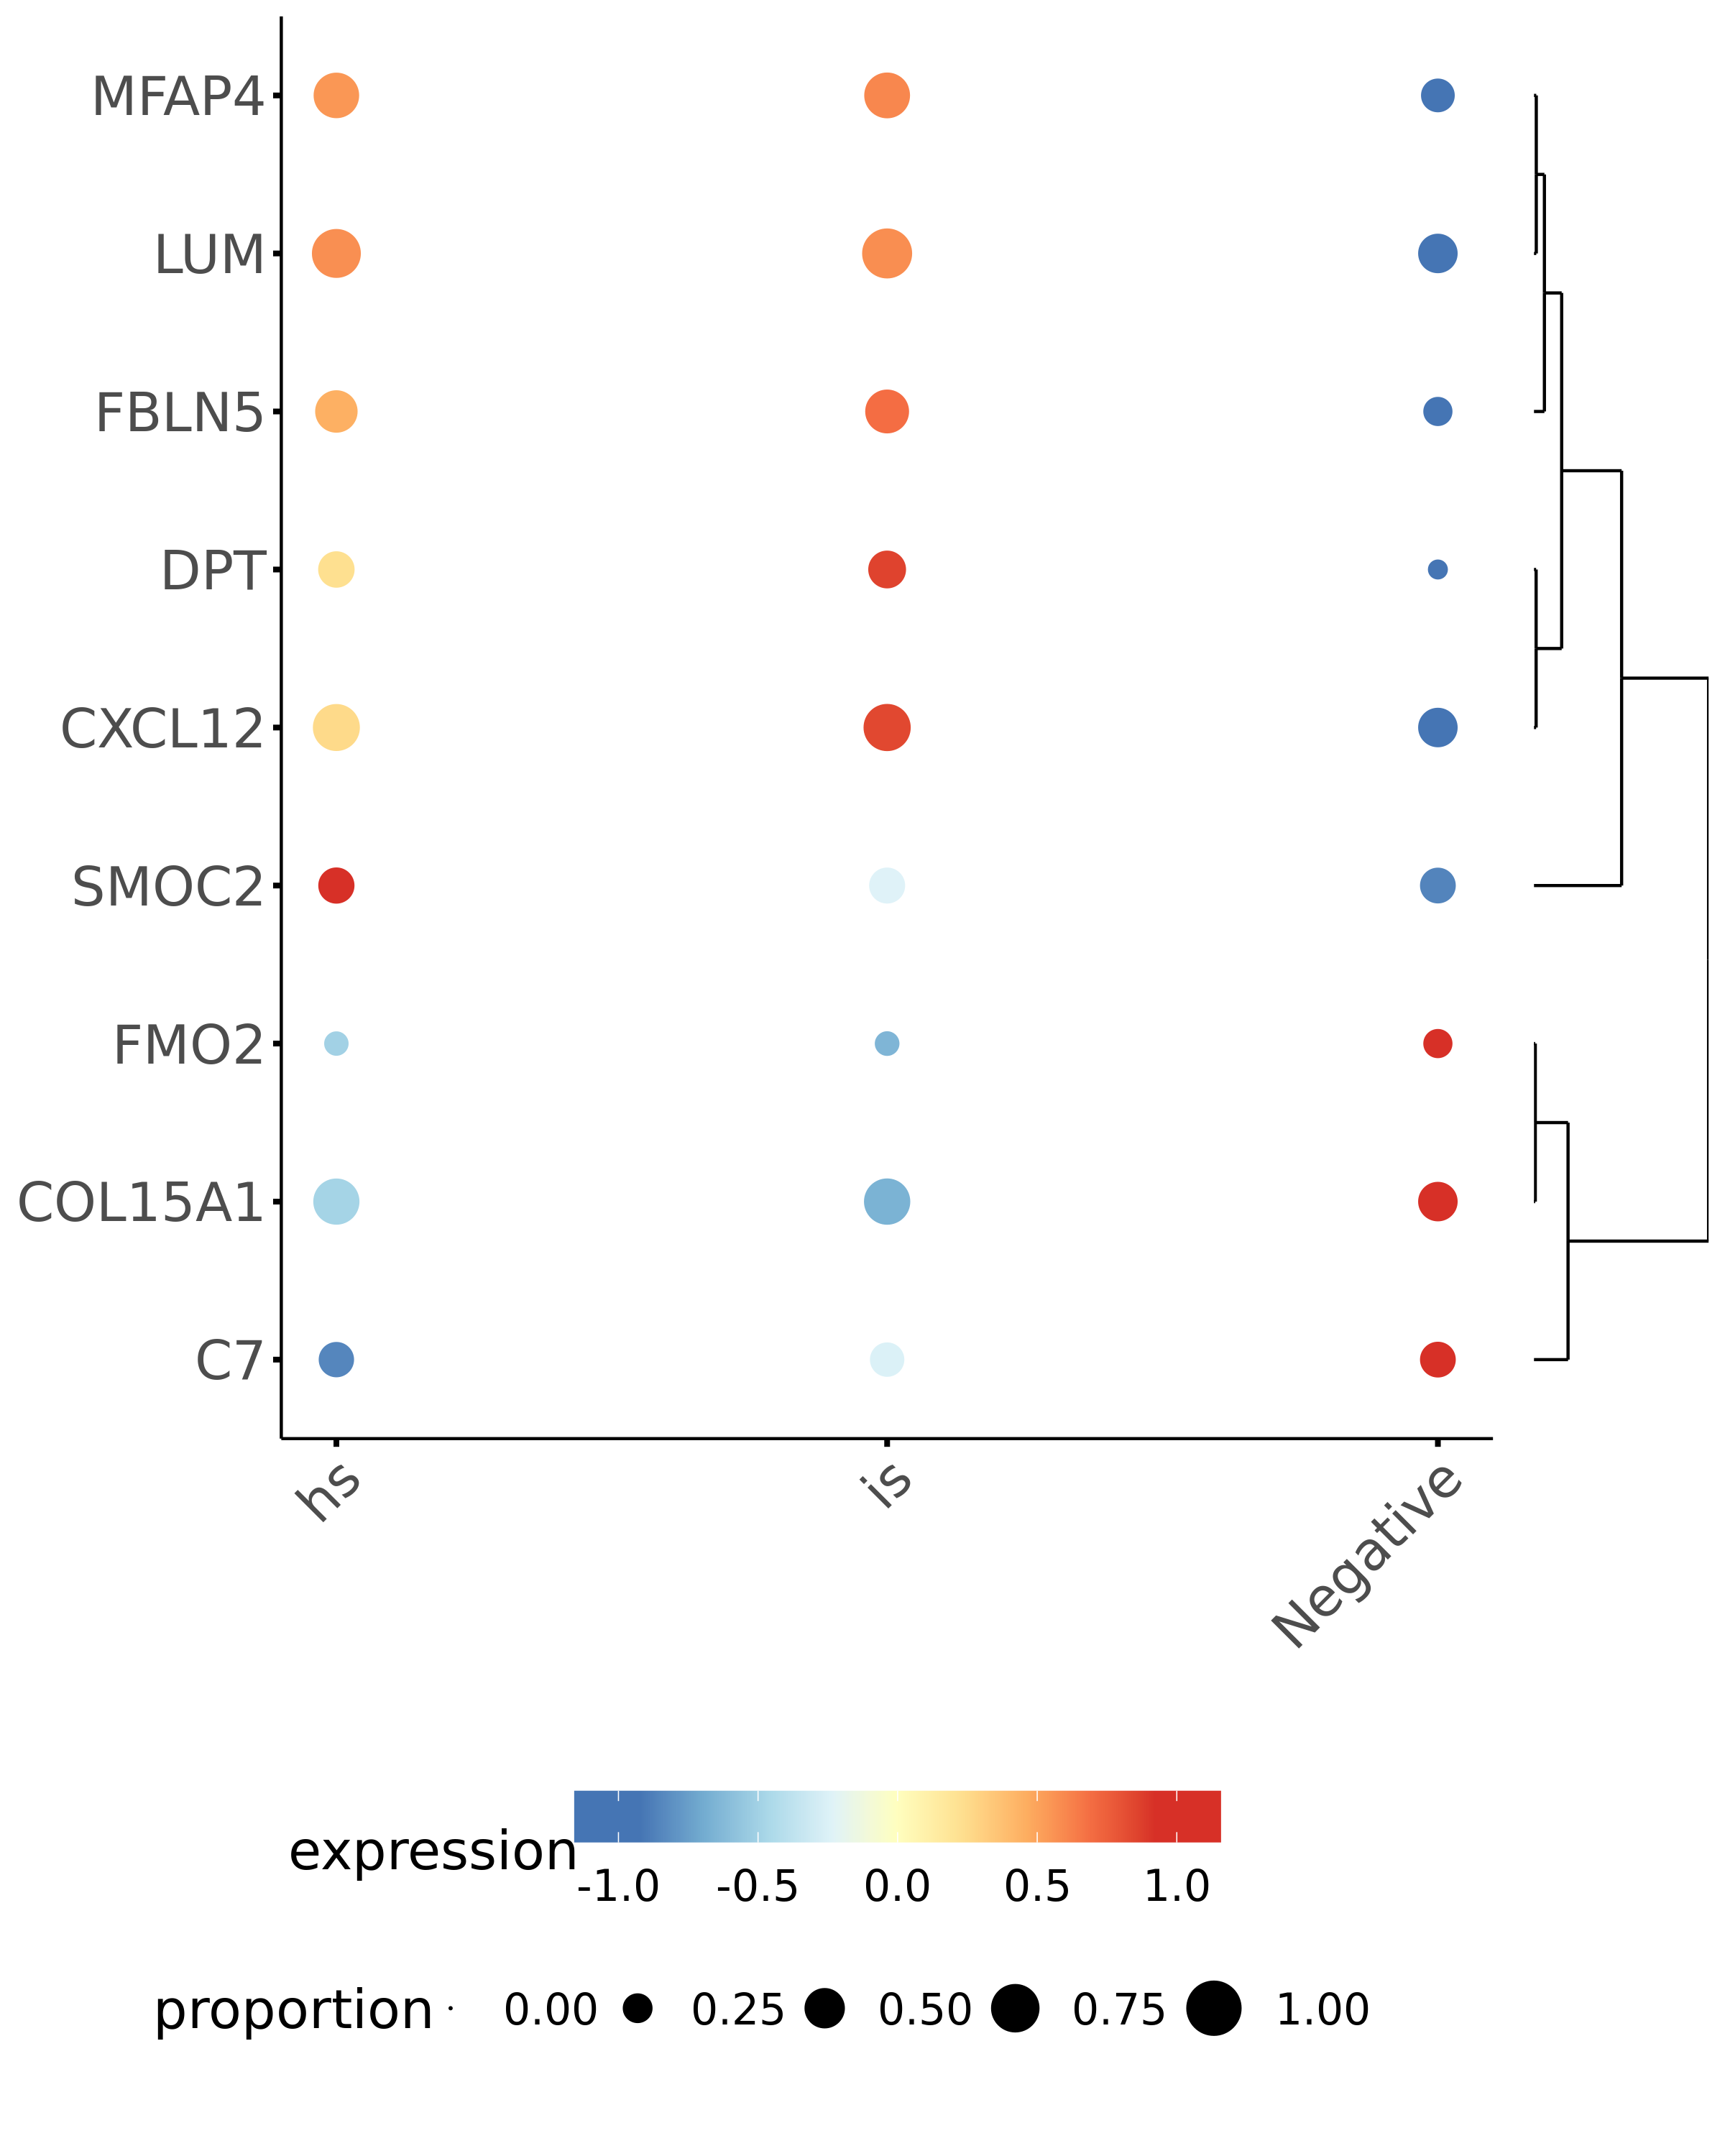 MFAP4
LUM
FBLN5
DPT
CXCL12
SMOC2
FMO2
COL15A1
C7
hs is Negative
expression
-1.0 -0.5 0.0 0.5 1.0
proportion 0.00 0.25 0.50 0.75 1.00